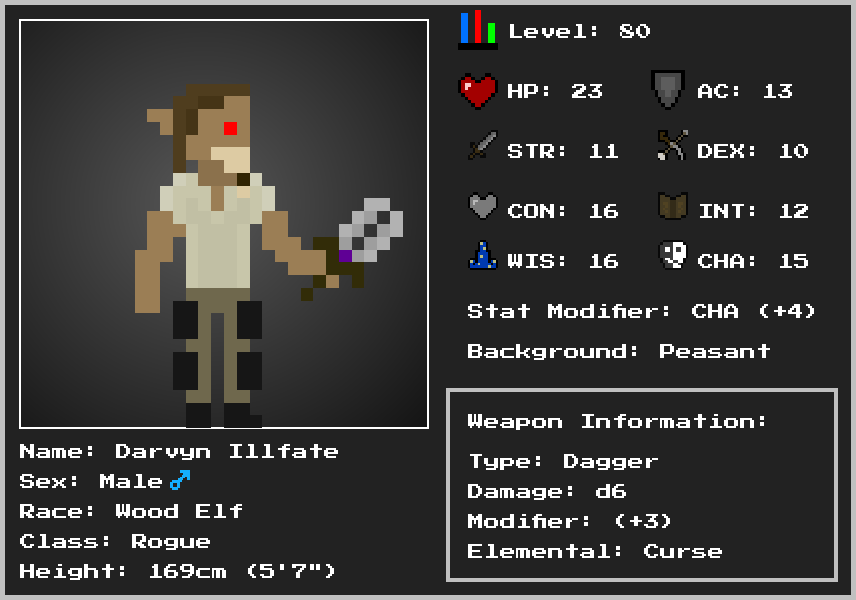 Level: 80
HP: 23
AC: 13
STR: 11
DEX: 10
CON: 16
INT: 12
WIS: 16
CHA: 15
Stat Modifier: CHA (+4)
Background: Peasant
Weapon Information:
Type: Dagger
Damage: d6
Modifier: (+3)
Elemental: Curse
Name: Darvyn Illfate
Sex: Male♂
Race: Wood Elf
Class: Rogue
Height: 169cm (5'7")